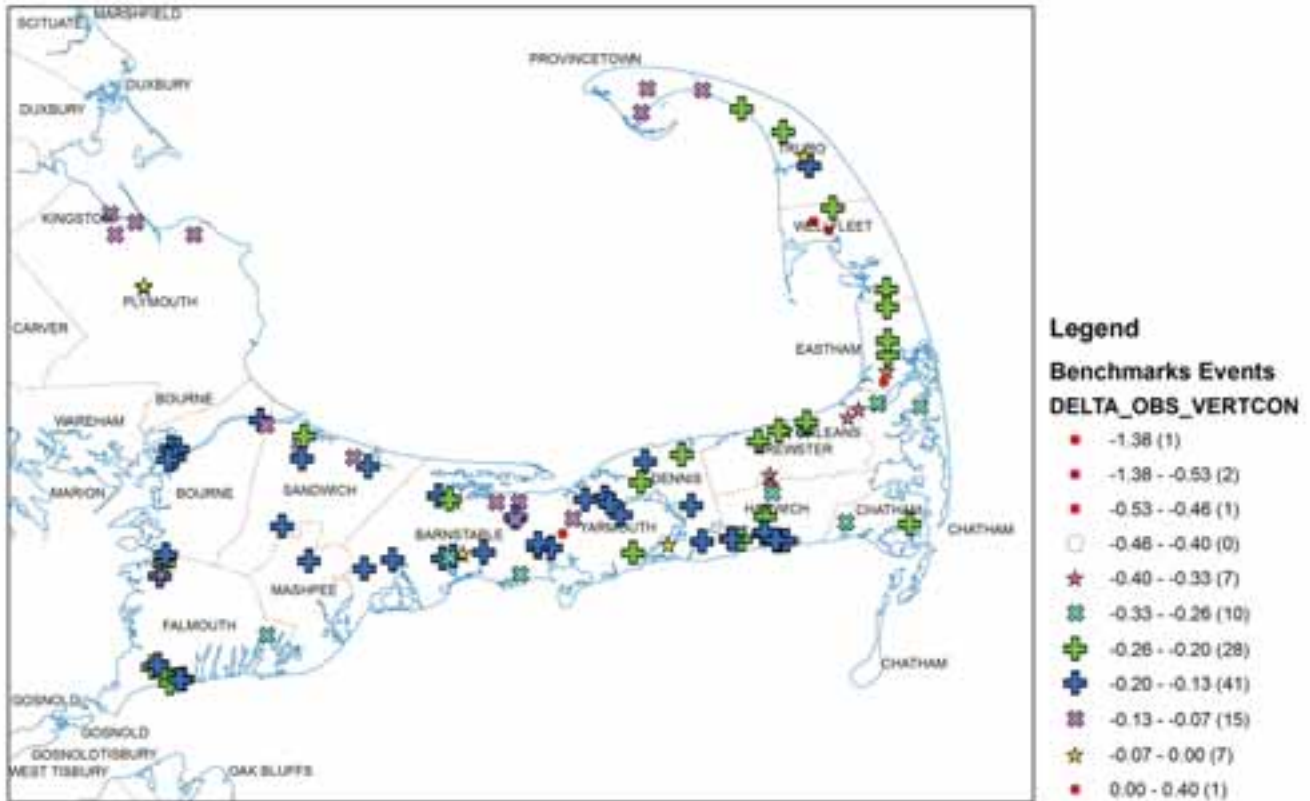 MARSHFIELD
SCITUATE
PROVINCETOWN
DUXBURY
DUXBURY
TRURO
KINGSTON
WELLFLEET
PLYMOUTH
CARVER
EASTHAM
BOURNE
WAREHAM
ORLEANS
BREWSTER
MARION
BOURNE
SANDWICH
DENNIS
HARWICH
CHATHAM
BARNSTABLE
YARMOUTH
CHATHAM
MASHPEE
FALMOUTH
CHATHAM
GOSNOLD
GOSNOLD
GOSNOLDTISBURY
WEST TISBURY
OAK BLUFFS
Legend
Benchmarks Events
DELTA_OBS_VERTCON
-1.38 (1)
-1.38 - -0.53 (2)
-0.53 - -0.46 (1)
-0.46 - -0.40 (0)
-0.40 - -0.33 (7)
-0.33 - -0.26 (10)
-0.26 - -0.20 (28)
-0.20 - -0.13 (41)
-0.13 - -0.07 (15)
-0.07 - 0.00 (7)
0.00 - 0.40 (1)